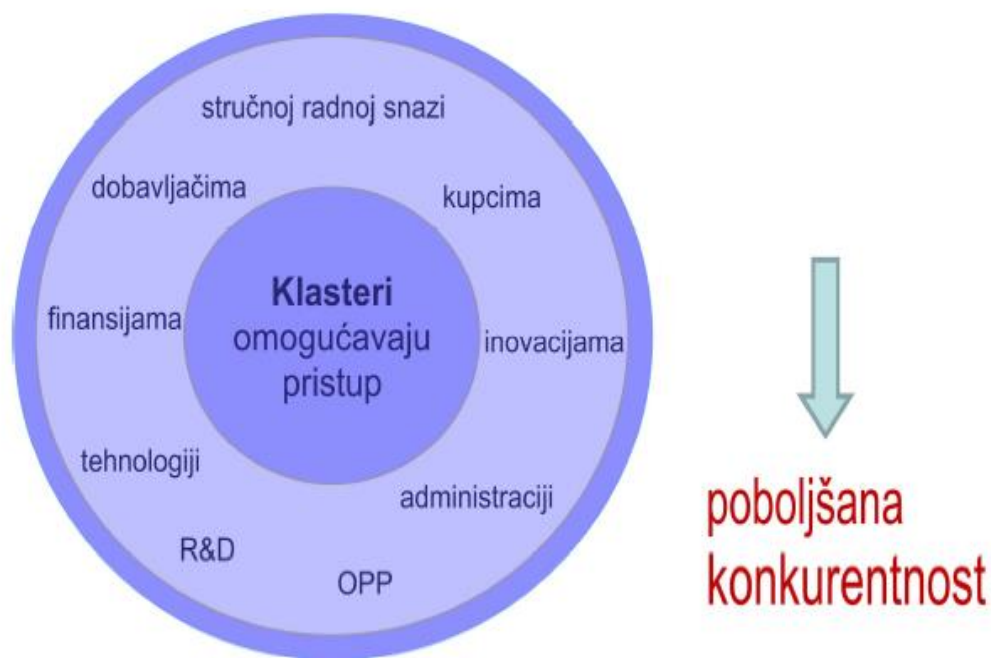 stručnoj radnoj snazi
dobavljačima
kupcima
Klasteri
omogućavaju
pristup
finansijama
inovacijama
tehnologiji
administraciji
R&D
OPP
poboljšana
konkurentnost